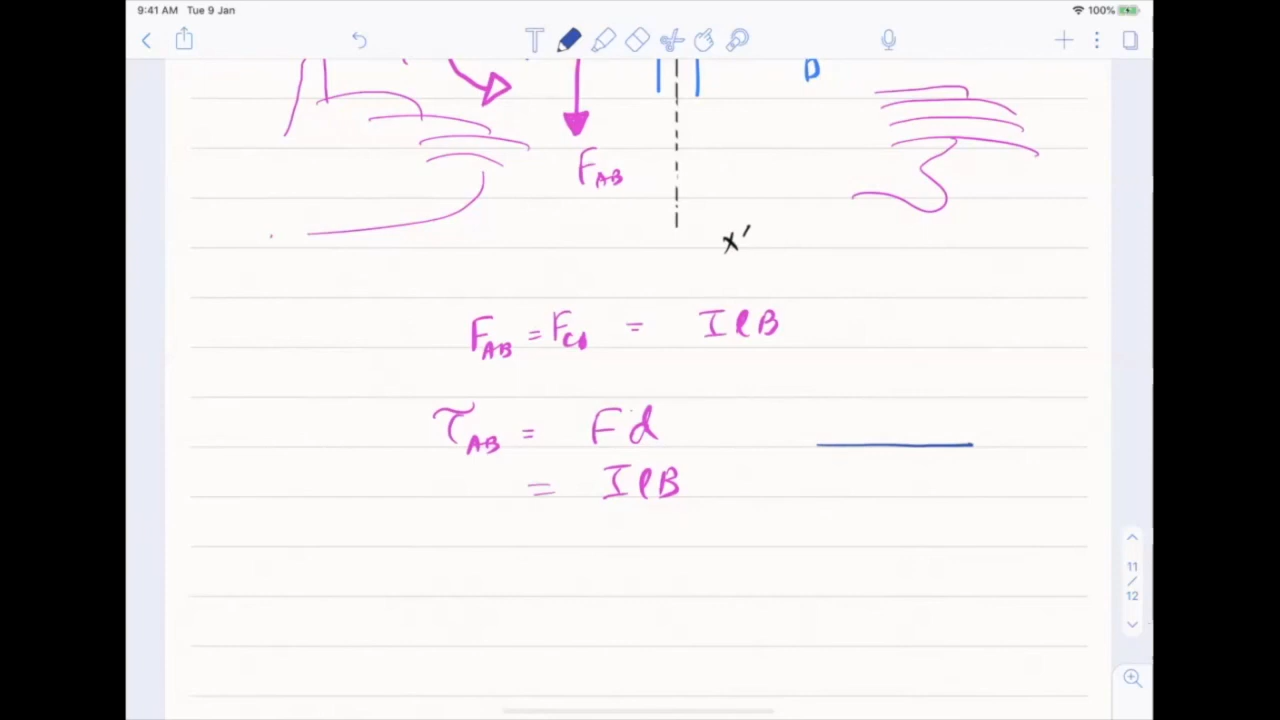 9:41 AM Tue 9 Jan
100%
D
F_AB
x'
F_AB = F_CD = IlB
τ_AB = Fd
= IlB
11
/
12